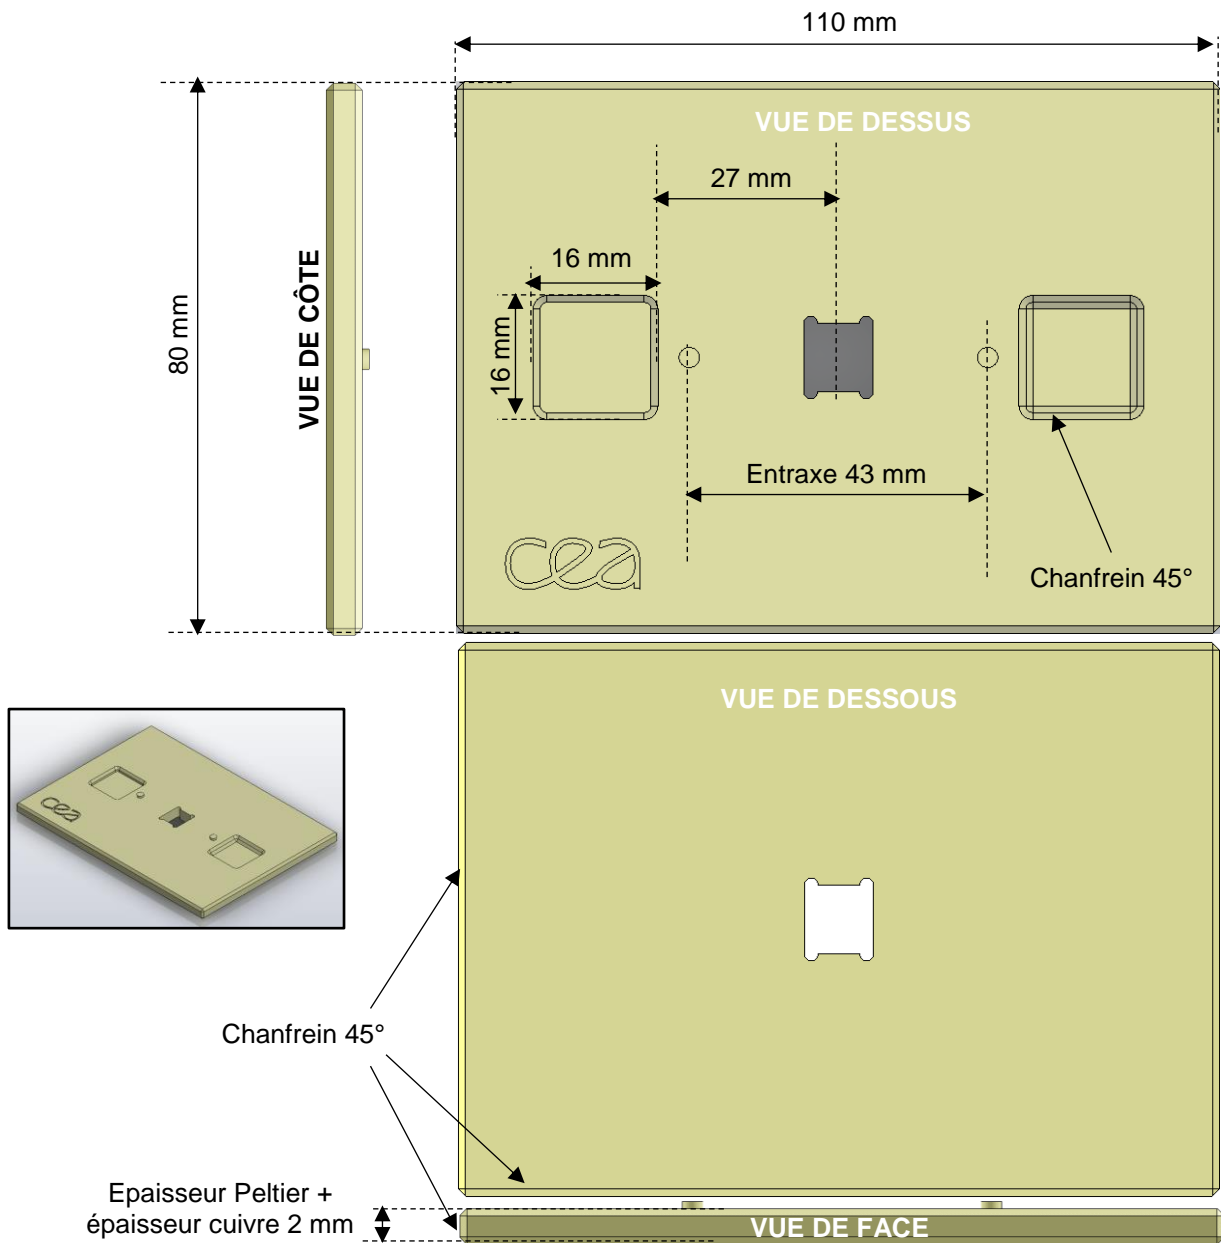 110 mm
VUE DE DESSUS
27 mm
16 mm
16 mm
80 mm
VUE DE CÔTE
Entraxe 43 mm
cea
Chanfrein 45°
VUE DE DESSOUS
cea
Chanfrein 45°
Epaisseur Peltier +
épaisseur cuivre 2 mm
VUE DE FACE